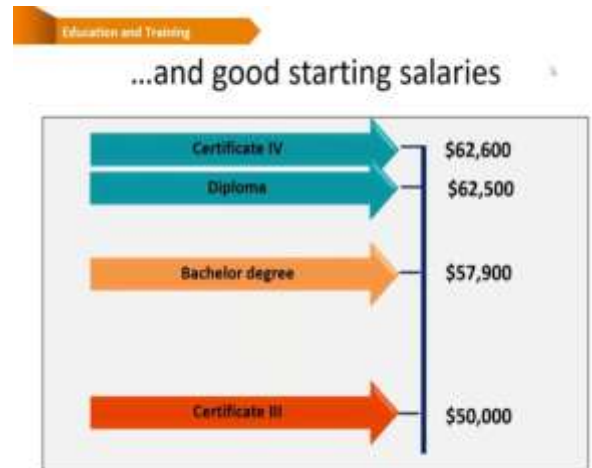 Education and Training
...and good starting salaries
Certificate IV $62,600
Diploma $62,500
Bachelor degree $57,900
Certificate III $50,000